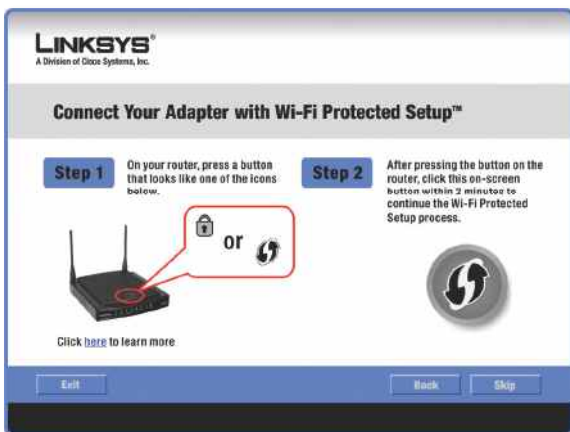 LINKSYS®
A Division of Cisco Systems, Inc.
Connect Your Adapter with Wi-Fi Protected Setup™
Step 1
On your router, press a button
that looks like one of the icons
below.
or
Click here to learn more
Step 2
After pressing the button on the
router, click this on-screen
button within 2 minutes to
continue the Wi-Fi Protected
Setup process.
Exit
Back
Skip